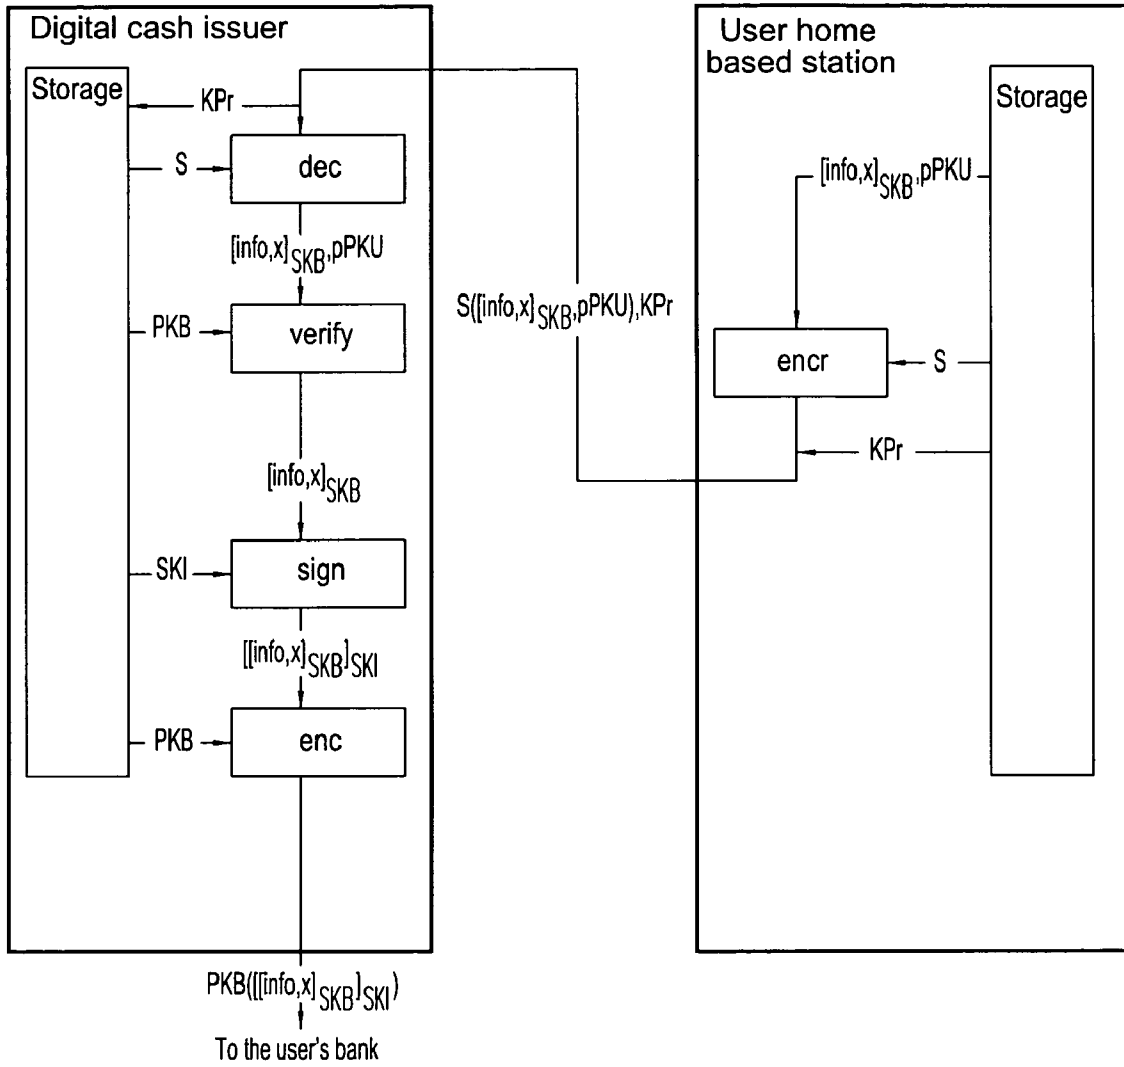 Digital cash issuer
Storage
KPr
S
dec
[info,x]SKB,pPKU
PKB
verify
[info,x]SKB
SKI
sign
[[info,x]SKB]SKI
PKB
enc
PKB([[info,x]SKB]SKI)
To the user's bank
S([info,x]SKB,pPKU),KPr
User home
based station
Storage
[info,x]SKB,pPKU
encr
S
KPr